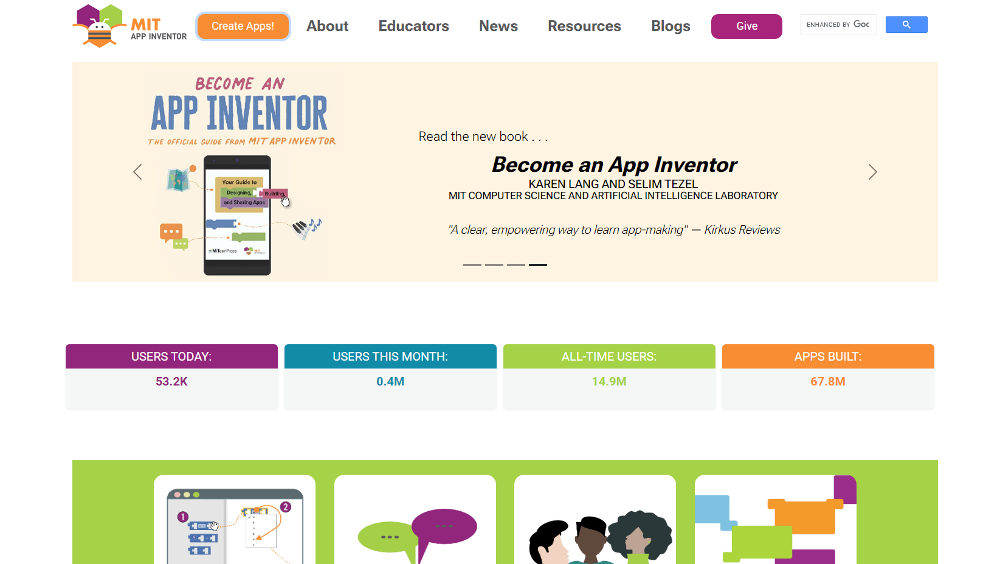 MIT
APP INVENTOR
Create Apps!
About
Educators
News
Resources
Blogs
Give
ENHANCED BY
BECOME AN
APP INVENTOR
THE OFFICIAL GUIDE FROM MIT APP INVENTOR
Your Guide to
Designing, Building,
and Sharing Apps
MiTeenPress
MIT
Read the new book . . .
Become an App Inventor
KAREN LANG AND SELIM TEZEL
MIT COMPUTER SCIENCE AND ARTIFICIAL INTELLIGENCE LABORATORY
"A clear, empowering way to learn app-making" — Kirkus Reviews
USERS TODAY:
53.2K
USERS THIS MONTH:
0.4M
ALL-TIME USERS:
14.9M
APPS BUILT:
67.8M
1
2